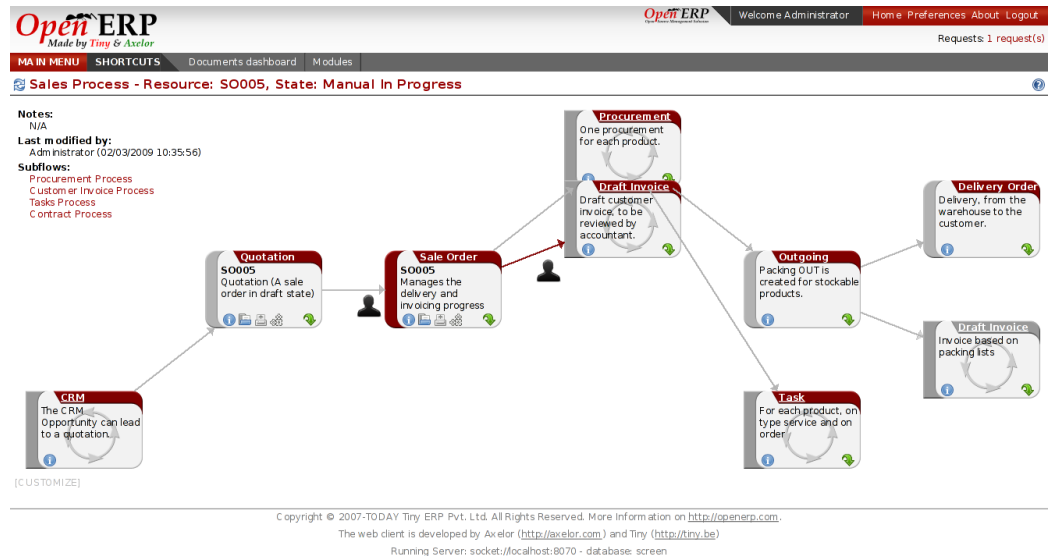 Open ERP
Made by Tiny & Axelor
Open ERP
Welcome Administrator
Home Preferences About Logout
Requests: 1 request(s)
MAIN MENU SHORTCUTS Documents dashboard Modules
Sales Process - Resource: SO005, State: Manual In Progress
Notes:
N/A
Last modified by:
Administrator (02/03/2009 10:35:56)
Subflows:
Procurement Process
Customer Invoice Process
Tasks Process
Contract Process
Procurement
One procurement
for each product.
Draft Invoice
Draft customer
invoice, to be
reviewed by
accountant.
Delivery Order
Delivery, from the
warehouse to the
customer.
Quotation
SO005
Quotation (A sale
order in draft state)
Sale Order
SO005
Manages the
delivery and
invoicing progress
Outgoing
Packing OUT is
created for stockable
products.
Draft Invoice
Invoice based on
packing lists
CRM
The CRM
Opportunity can lead
to a quotation.
Task
For each product, on
type service and on
order
[CUSTOMIZE]
Copyright © 2007-TODAY Tiny ERP Pvt. Ltd. All Rights Reserved. More Information on http://openerp.com.
The web client is developed by Axelor (http://axelor.com) and Tiny (http://tiny.be)
Running Server: socket://localhost:8070 - database: screen